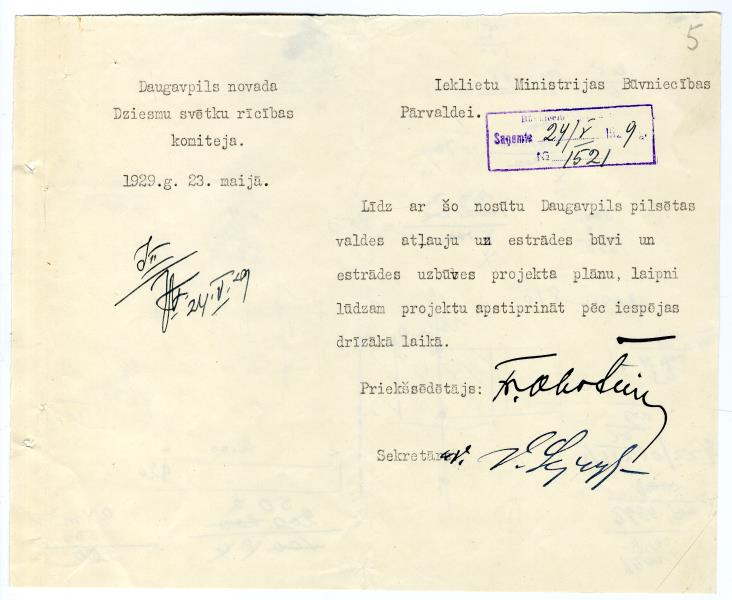 5
Daugavpils novada
Dziesmu svētku rīcības
komiteja.
1929.g. 23. maijā.
Iekšlietu Ministrijas Būvniecības
Pārvaldei.
Saņemts 24/V 1929 g.
№ 1521
Līdz ar šo nosūtu Daugavpils pilsētas
valdes atļauju uz estrādes būvi un
estrādes uzbūves projekta plānu, laipni
lūdzam projektu apstiprināt pēc iespējas
drīzākā laikā.
24.V.29
Priekšsēdētājs:
Sekretārs